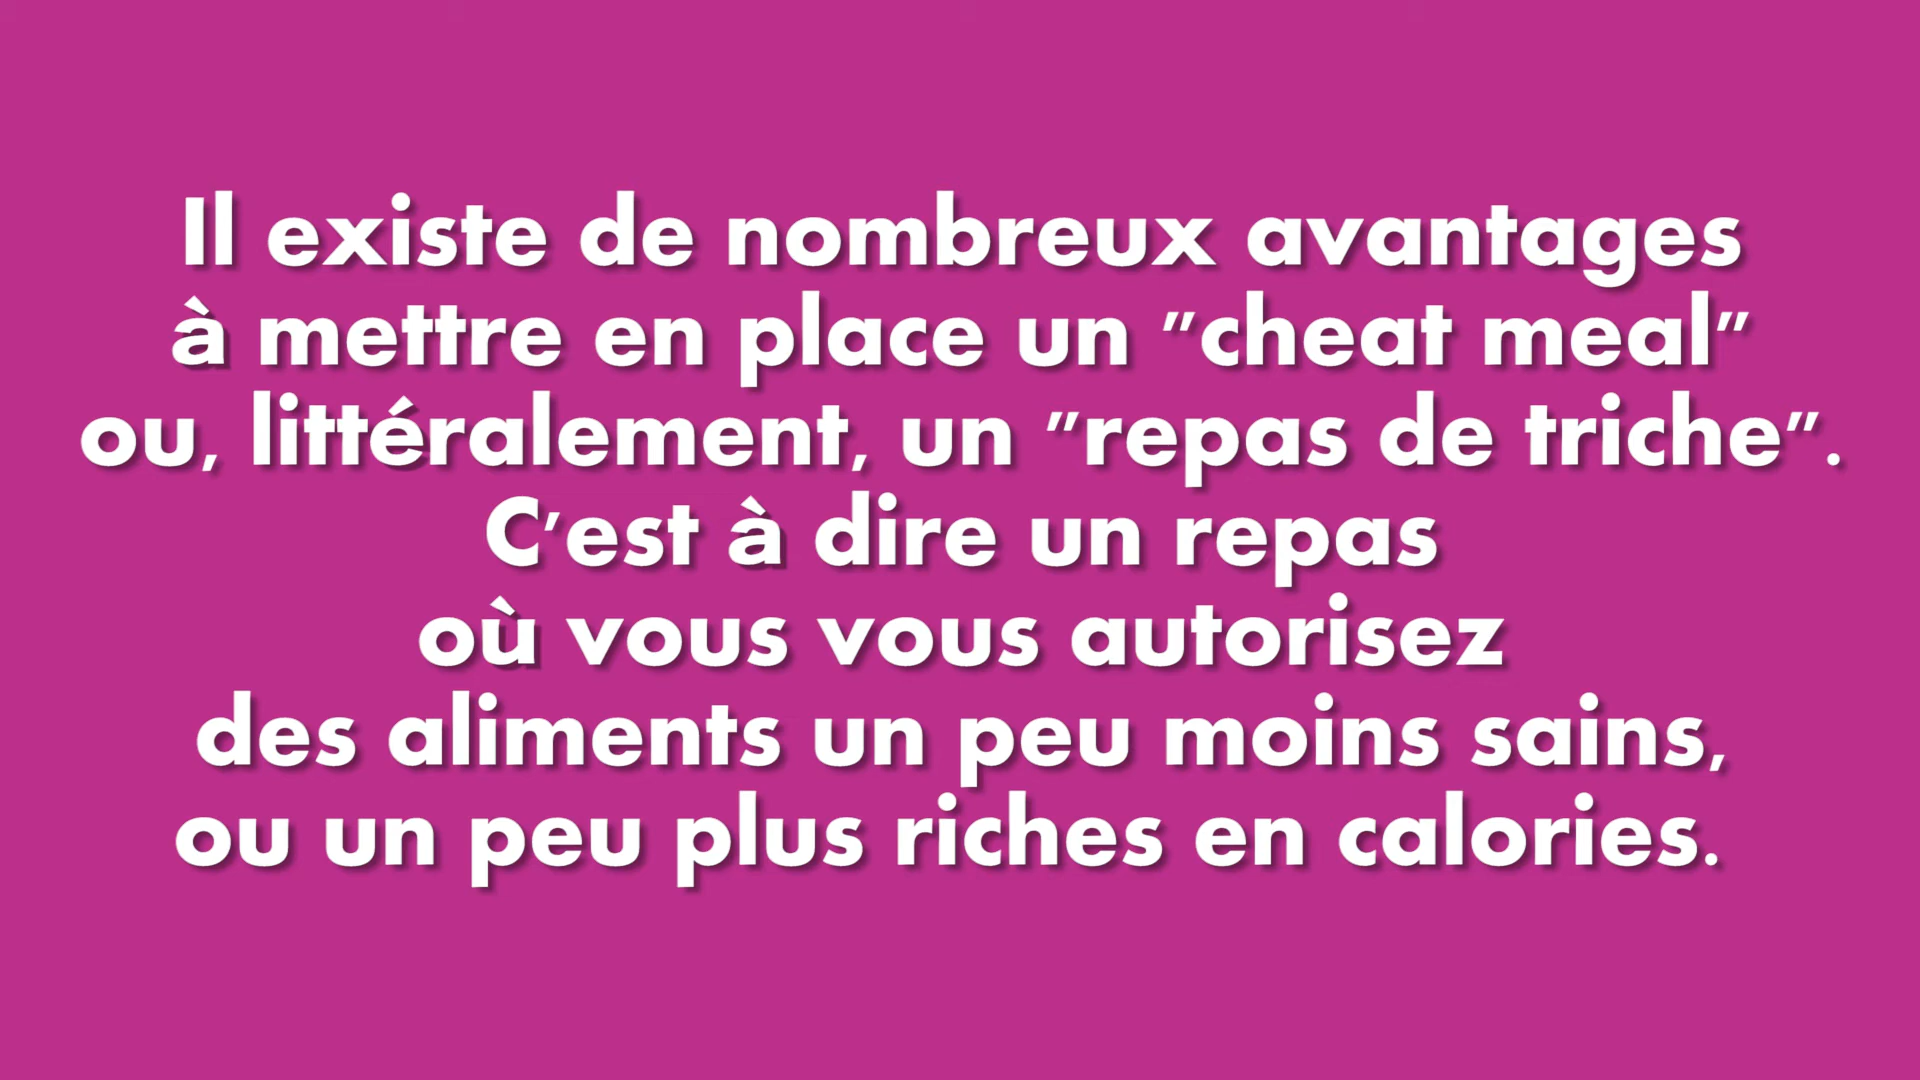 Il existe de nombreux avantages
à mettre en place un "cheat meal"
ou, littéralement, un "repas de triche".
C'est à dire un repas
où vous vous autorisez
des aliments un peu moins sains,
ou un peu plus riches en calories.